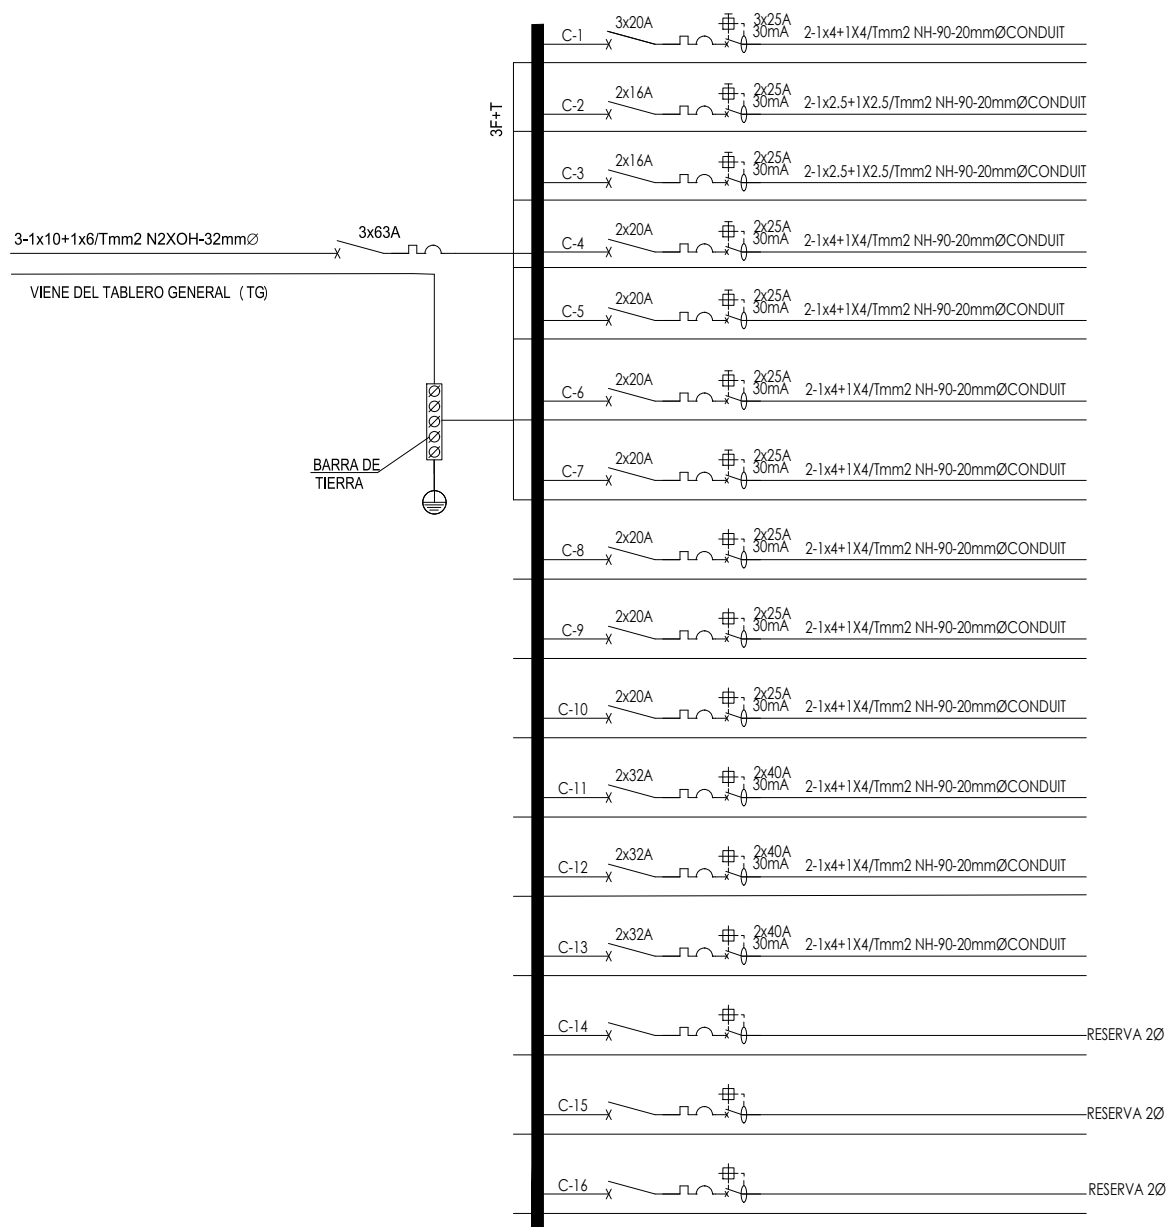 3x20A
3x25A
C-1
30mA
2-1x4+1X4/Tmm2 NH-90-20mmØCONDUIT
3F+T
2x16A
2x25A
C-2
30mA
2-1x2.5+1X2.5/Tmm2 NH-90-20mmØCONDUIT
2x16A
2x25A
C-3
30mA
2-1x2.5+1X2.5/Tmm2 NH-90-20mmØCONDUIT
3-1x10+1x6/Tmm2 N2XOH-32mmØ
3x63A
VIENE DEL TABLERO GENERAL (TG)
2x20A
2x25A
C-4
30mA
2-1x4+1X4/Tmm2 NH-90-20mmØCONDUIT
2x20A
2x25A
C-5
30mA
2-1x4+1X4/Tmm2 NH-90-20mmØCONDUIT
2x20A
2x25A
C-6
30mA
2-1x4+1X4/Tmm2 NH-90-20mmØCONDUIT
BARRA DE
TIERRA
2x20A
2x25A
C-7
30mA
2-1x4+1X4/Tmm2 NH-90-20mmØCONDUIT
2x20A
2x25A
C-8
30mA
2-1x4+1X4/Tmm2 NH-90-20mmØCONDUIT
2x20A
2x25A
C-9
30mA
2-1x4+1X4/Tmm2 NH-90-20mmØCONDUIT
2x20A
2x25A
C-10
30mA
2-1x4+1X4/Tmm2 NH-90-20mmØCONDUIT
2x32A
2x40A
C-11
30mA
2-1x4+1X4/Tmm2 NH-90-20mmØCONDUIT
2x32A
2x40A
C-12
30mA
2-1x4+1X4/Tmm2 NH-90-20mmØCONDUIT
2x32A
2x40A
C-13
30mA
2-1x4+1X4/Tmm2 NH-90-20mmØCONDUIT
C-14
RESERVA 2Ø
C-15
RESERVA 2Ø
C-16
RESERVA 2Ø